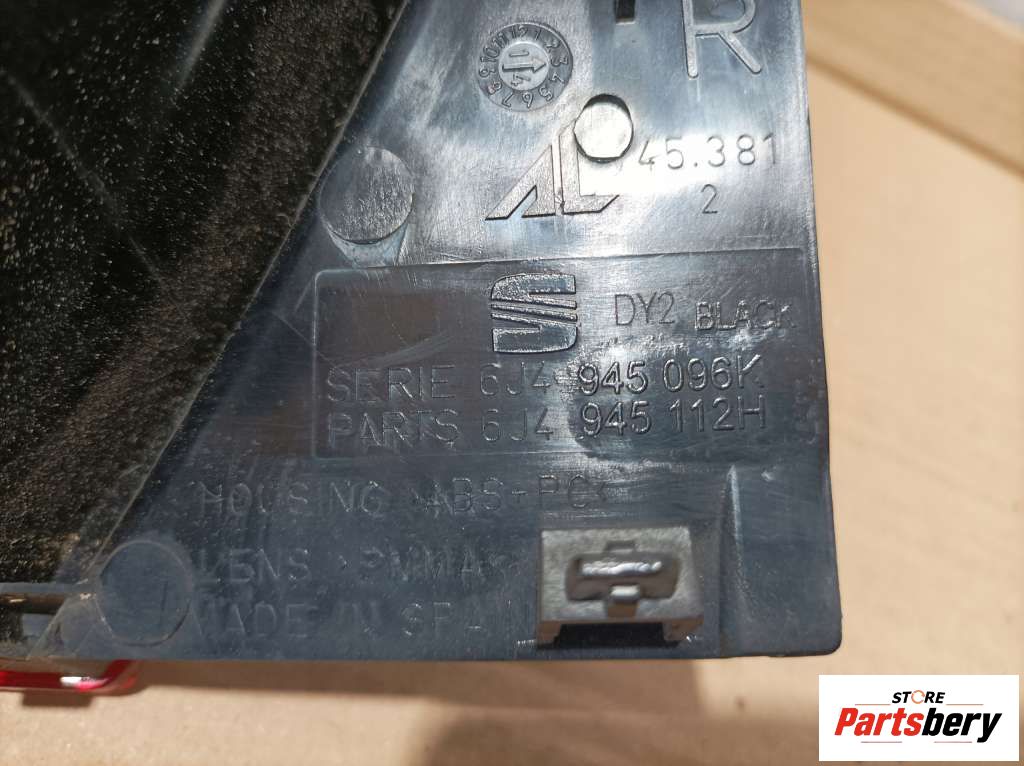 R
AL
45.381
2
S
DY2 BLACK
SERIE 6J4 945 096K
PARTS 6J4 945 112H
HOUSING >ABS+PC<
LENS >PMMA<
MADE IN SPAIN
STORE
Partsbery